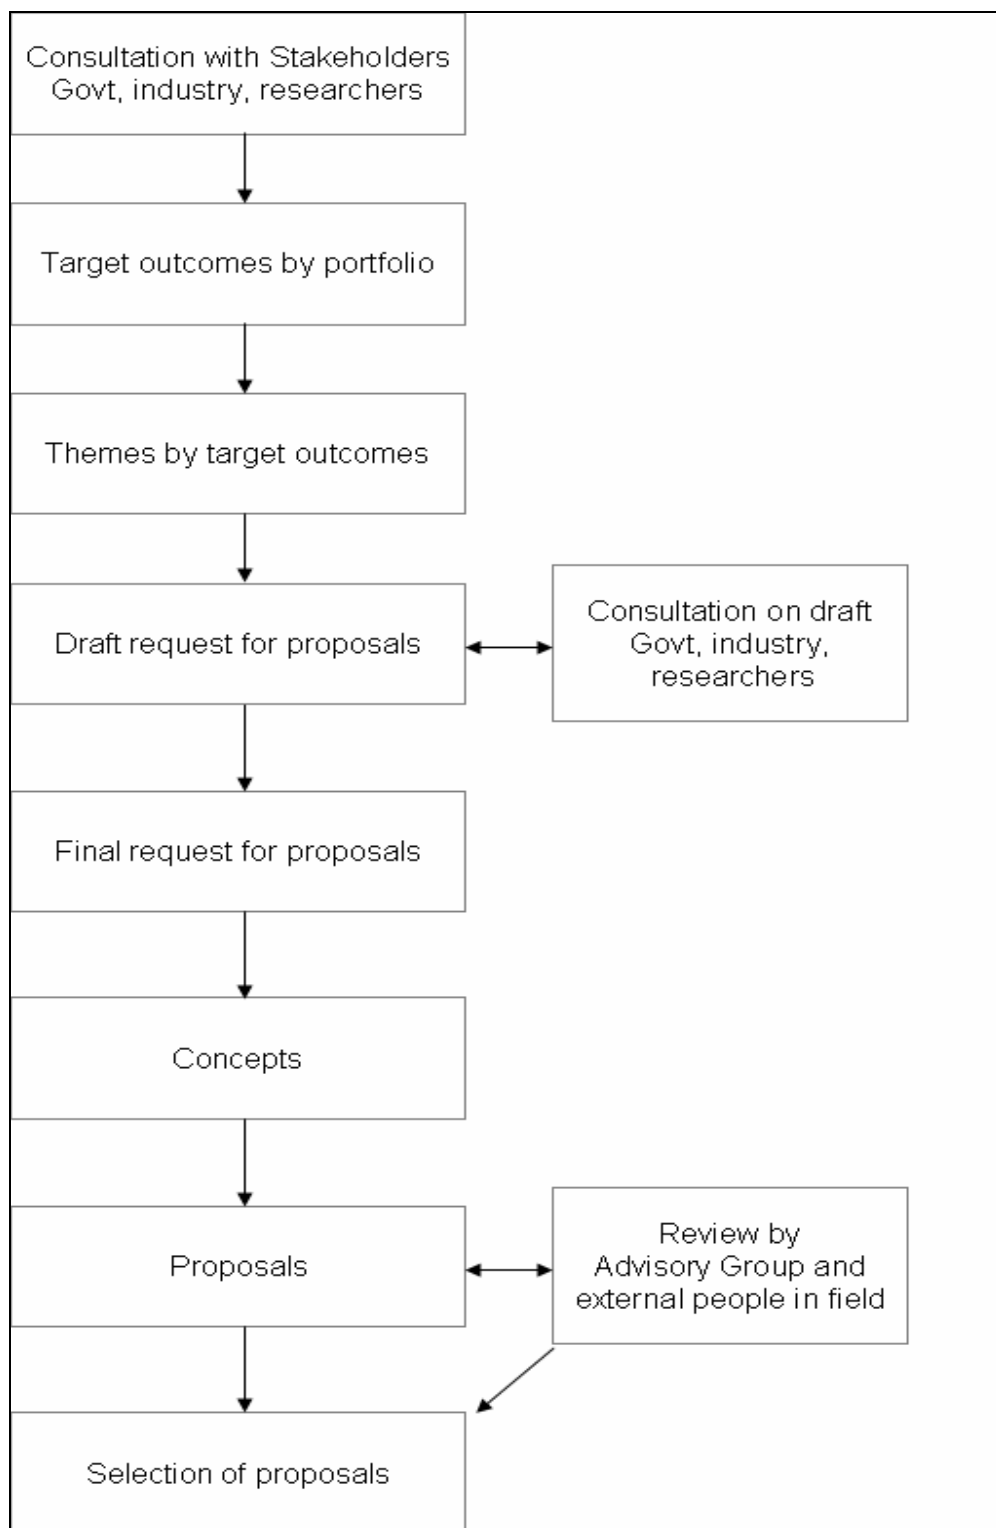 Consultation with Stakeholders
Govt, industry, researchers
Target outcomes by portfolio
Themes by target outcomes
Draft request for proposals
Consultation on draft
Govt, industry,
researchers
Final request for proposals
Concepts
Proposals
Review by
Advisory Group and
external people in field
Selection of proposals